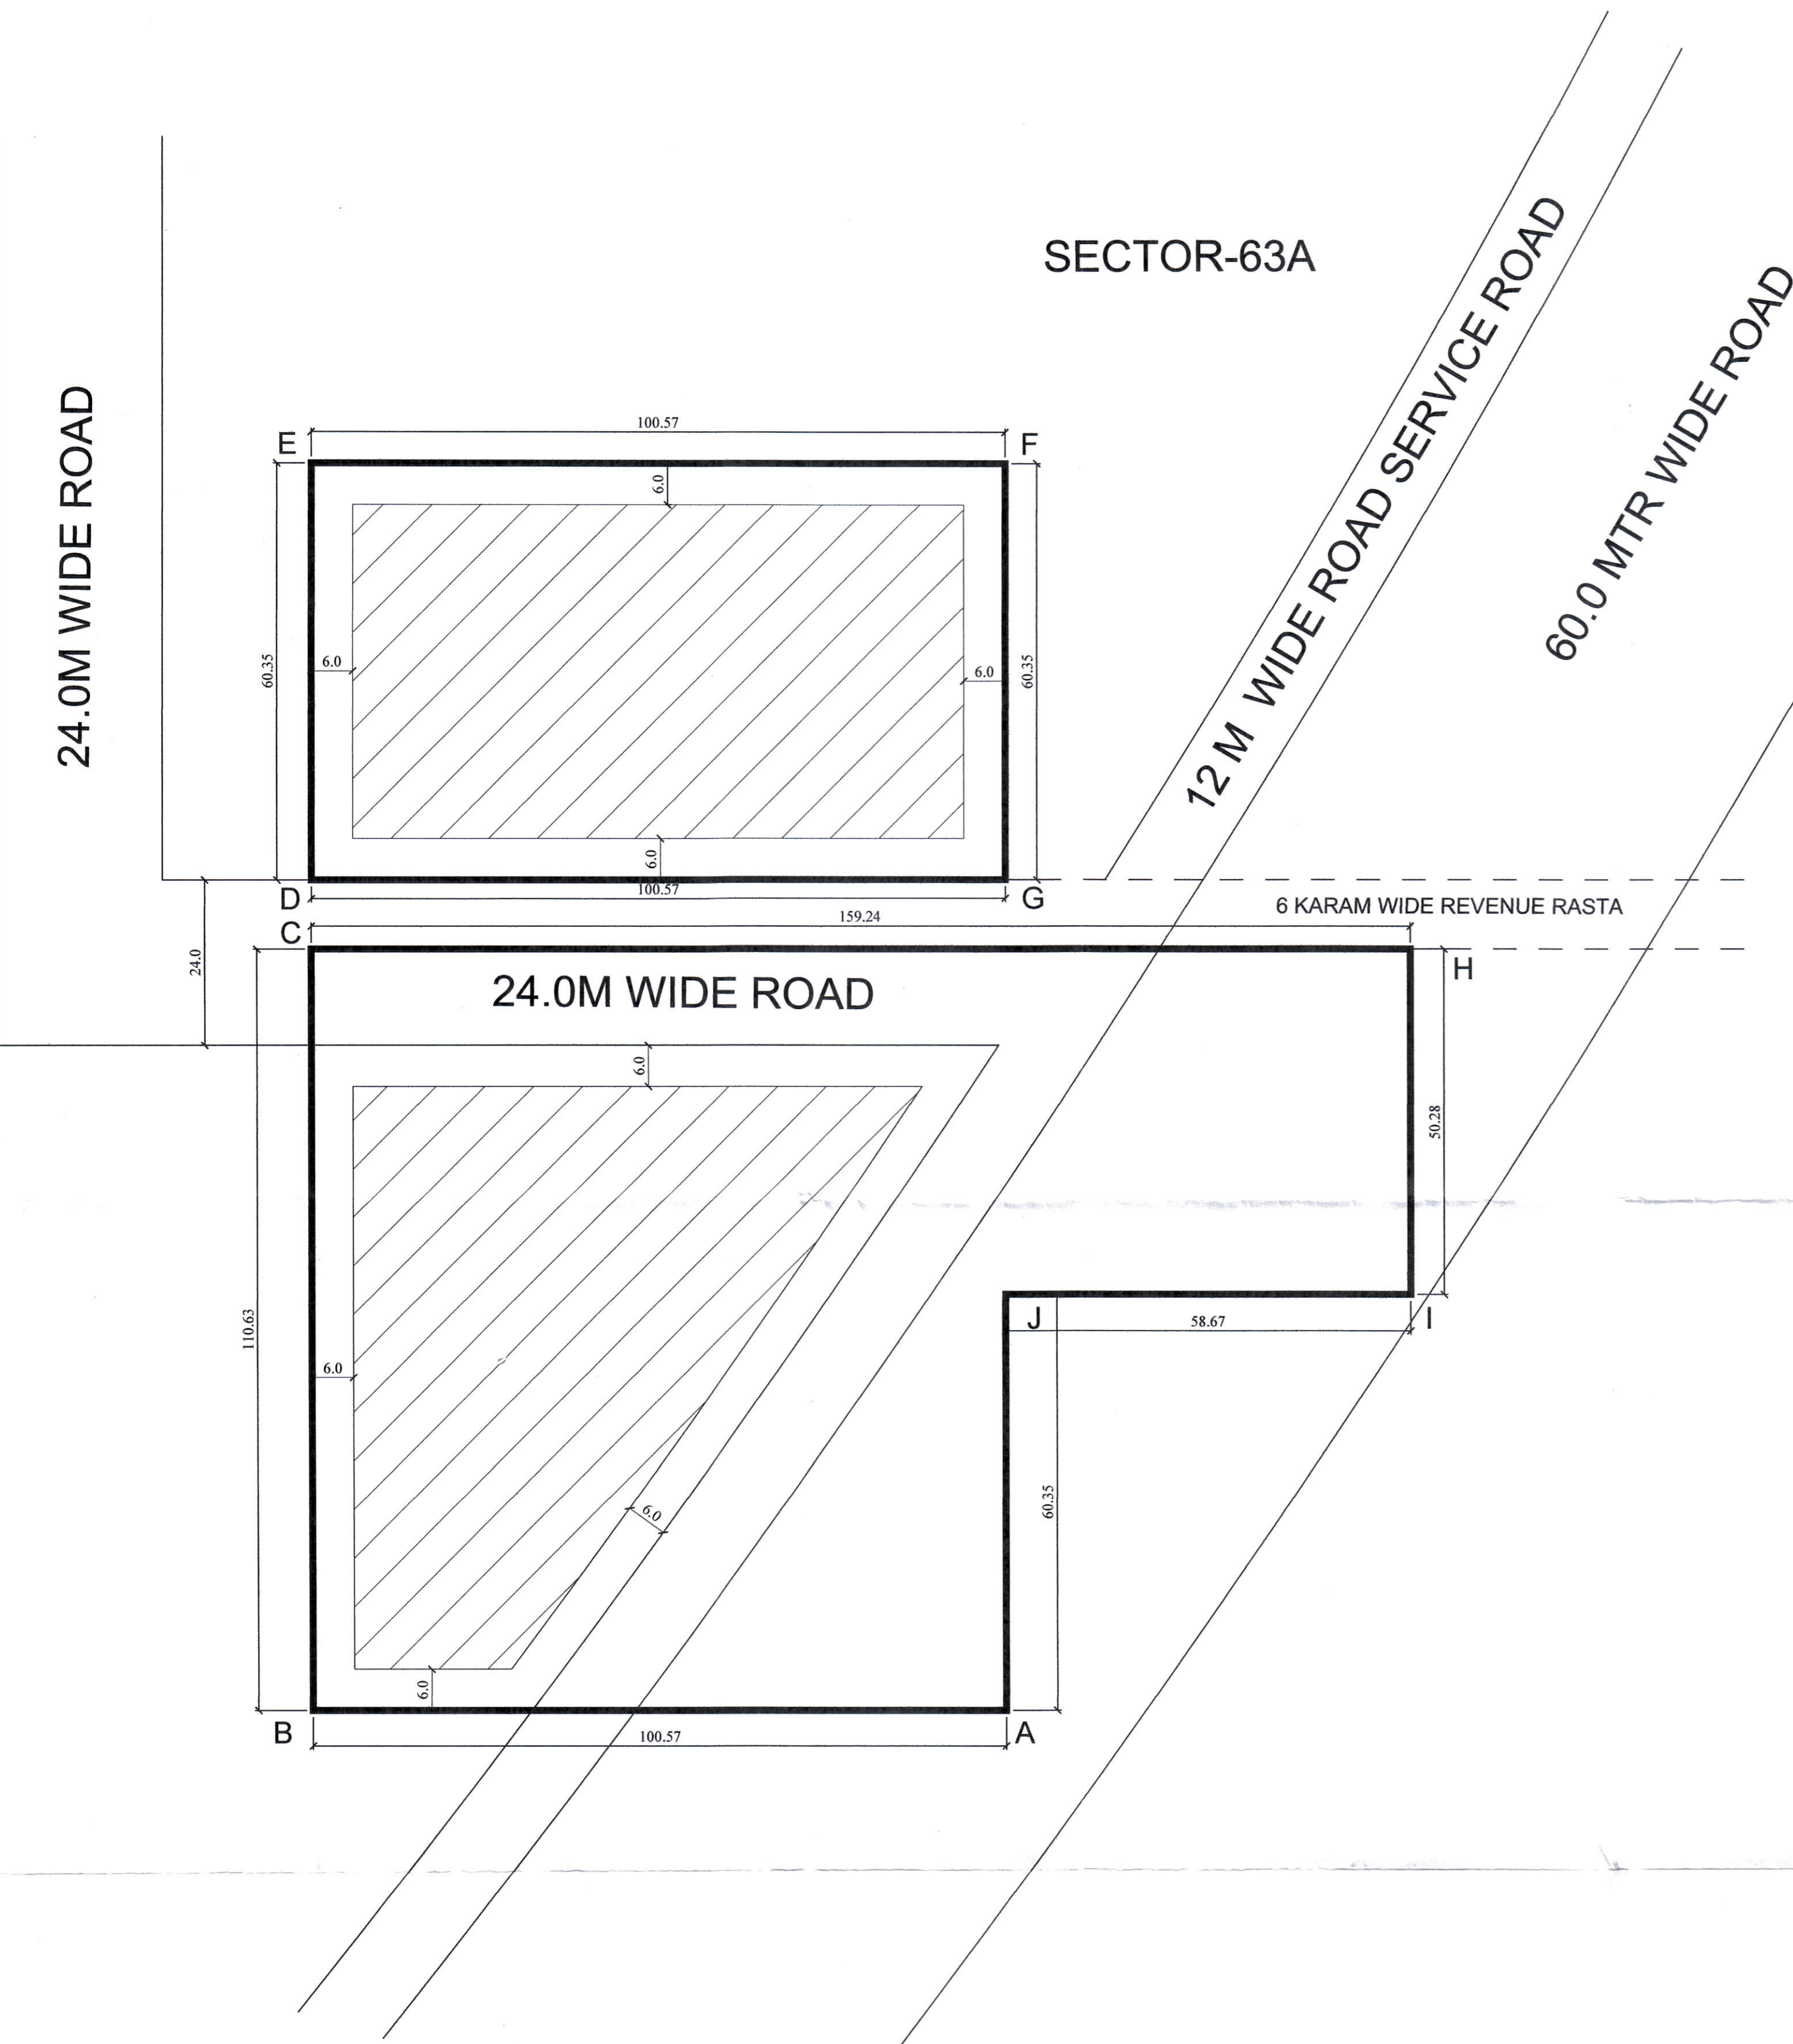 SECTOR-63A
12 M WIDE ROAD SERVICE ROAD
60.0 MTR WIDE ROAD
24.0M WIDE ROAD
100.57
E
F
6.0
60.35
6.0
6.0
60.35
6.0
D
100.57
G
6 KARAM WIDE REVENUE RASTA
C
159.24
24.0
H
24.0M WIDE ROAD
6.0
50.28
110.63
J
58.67
I
6.0
60.35
6.0
6.0
B
100.57
A